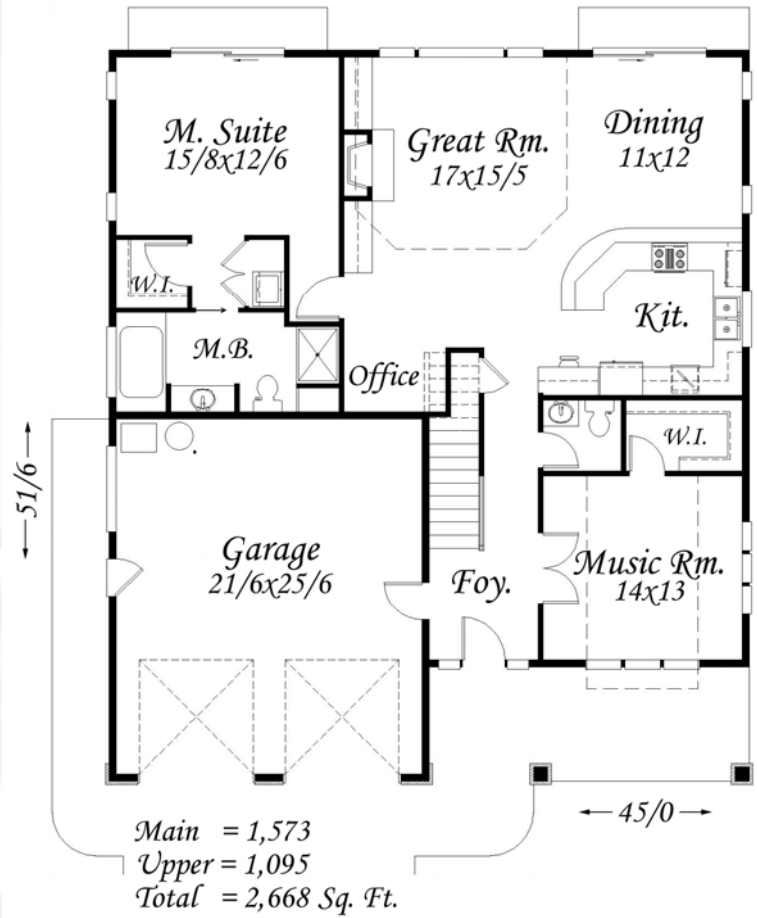 M. Suite
15/8x12/6
Great Rm.
17x15/5
Dining
11x12
W.I.
M.B.
Kit.
Office
W.I.
51/6
Garage
21/6x25/6
Foy.
Music Rm.
14x13
45/0
Main = 1,573
Upper = 1,095
Total = 2,668 Sq. Ft.